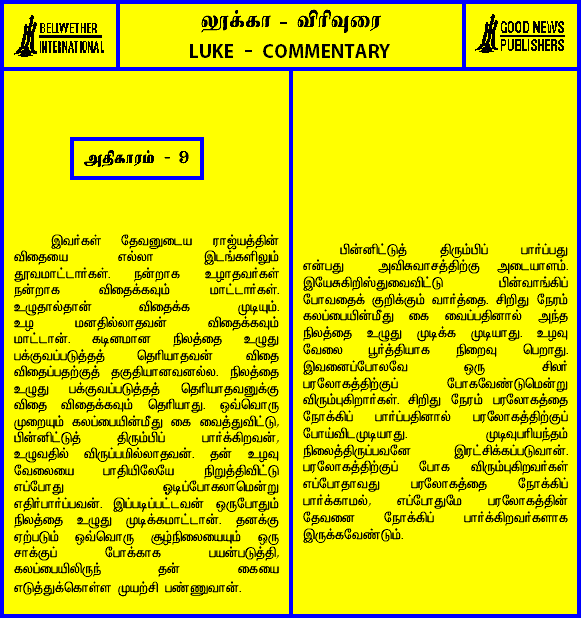 BELLWETHER
INTERNATIONAL
லூக்கா - விரிவுரை
LUKE - COMMENTARY
GOOD NEWS
PUBLISHERS
அதிகாரம் - 9
இவர்கள் தேவனுடைய ராஜ்யத்தின்
விதையை எல்லா இடங்களிலும்
தூவமாட்டார்கள். நன்றாக உழாதவர்கள்
நன்றாக விதைக்கவும் மாட்டார்கள்.
உழுதால்தான் விதைக்க முடியும்.
உழ மனதில்லாதவன் விதைக்கவும்
மாட்டான். கடினமான நிலத்தை உழுது
பக்குவப்படுத்தத் தெரியாதவன் விதை
விதைப்பதற்குத் தகுதியானவனல்ல. நிலத்தை
உழுது பக்குவப்படுத்தத் தெரியாதவனுக்கு
விதை விதைக்கவும் தெரியாது. ஒவ்வொரு
முறையும் கலப்பையின்மீது கை வைத்துவிட்டு,
பின்னிட்டுத் திரும்பிப் பார்க்கிறவன்,
உழுவதில் விருப்பமில்லாதவன். தன் உழவு
வேலையை பாதியிலேயே நிறுத்திவிட்டு
எப்போது ஓடிப்போகலாமென்று
எதிர்பார்ப்பவன். இப்படிப்பட்டவன் ஒருபோதும்
நிலத்தை உழுது முடிக்கமாட்டான். தனக்கு
ஏற்படும் ஒவ்வொரு சூழ்நிலையையும் ஒரு
சாக்குப் போக்காக பயன்படுத்தி,
கலப்பையிலிருந் தன் கையை
எடுத்துக்கொள்ள முயற்சி பண்ணுவான்.
பின்னிட்டுத் திரும்பிப் பார்ப்பது
என்பது அவிசுவாசத்திற்கு அடையாளம்.
இயேசுகிறிஸ்துவைவிட்டு பின்வாங்கிப்
போவதைக் குறிக்கும் வார்த்தை. சிறிது நேரம்
கலப்பையின்மீது கை வைப்பதினால் அந்த
நிலத்தை உழுது முடிக்க முடியாது. உழவு
வேலை பூர்த்தியாக நிறைவு பெறாது.
இவனைப்போலவே ஒரு சிலர்
பரலோகத்திற்குப் போகவேண்டுமென்று
விரும்புகிறார்கள். சிறிது நேரம் பரலோகத்தை
நோக்கிப் பார்ப்பதினால் பரலோகத்திற்குப்
போய்விடமுடியாது. முடிவுபரியந்தம்
நிலைத்திருப்பவனே இரட்சிக்கப்படுவான்.
பரலோகத்திற்குப் போக விரும்புகிறவர்கள்
எப்போதாவது பரலோகத்தை நோக்கிப்
பார்க்காமல், எப்போதுமே பரலோகத்தின்
தேவனை நோக்கிப் பார்க்கிறவர்களாக
இருக்கவேண்டும்.